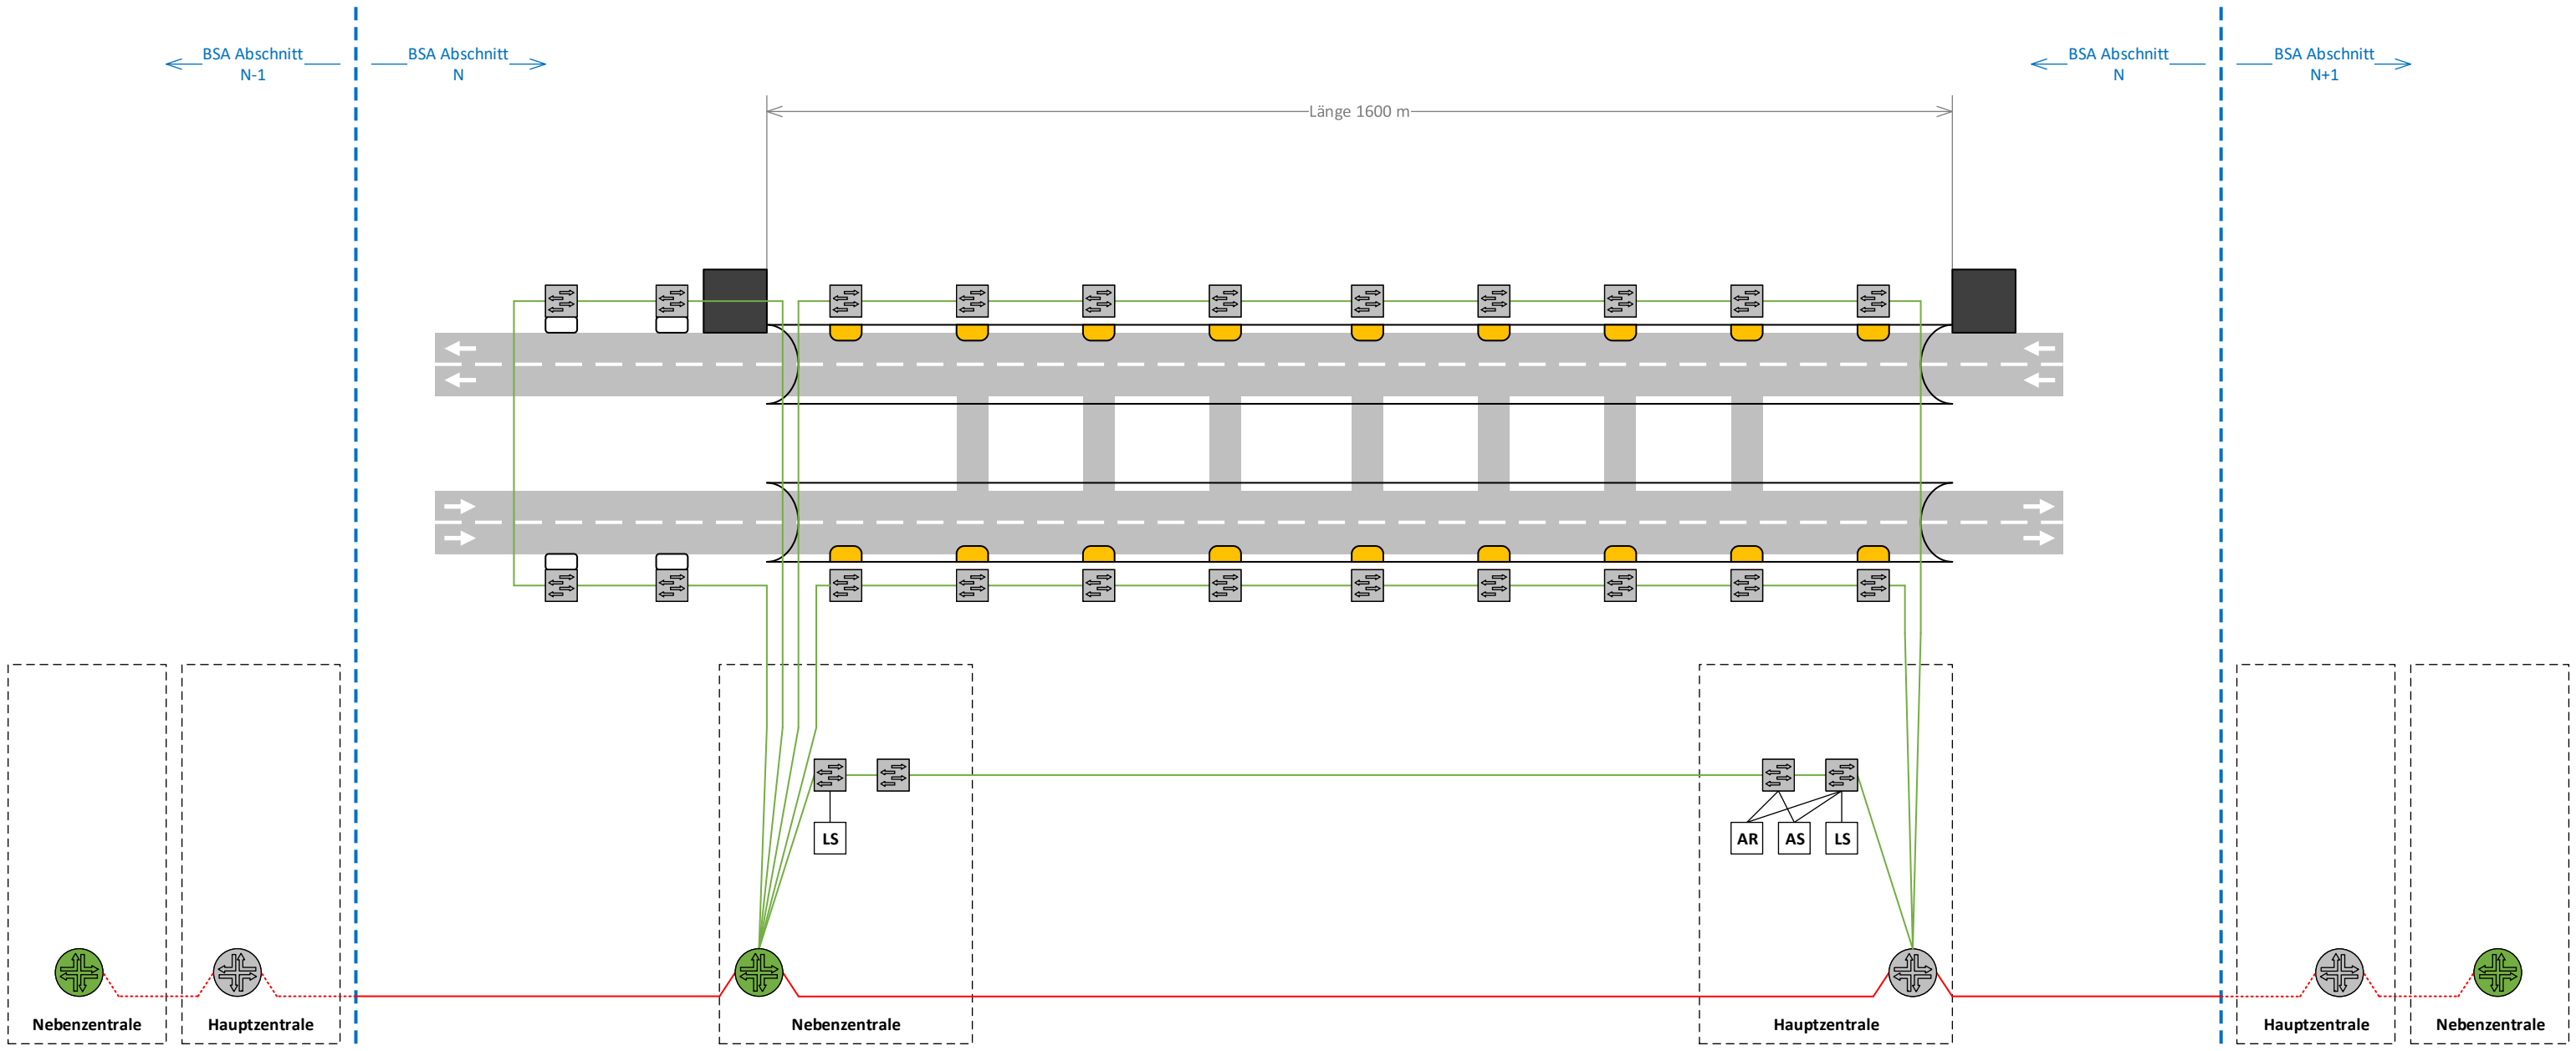 BSA Abschnitt
N-1
BSA Abschnitt
N
BSA Abschnitt
N
BSA Abschnitt
N+1
Länge 1600 m
LS
AR
AS
LS
Nebenzentrale
Hauptzentrale
Nebenzentrale
Hauptzentrale
Hauptzentrale
Nebenzentrale